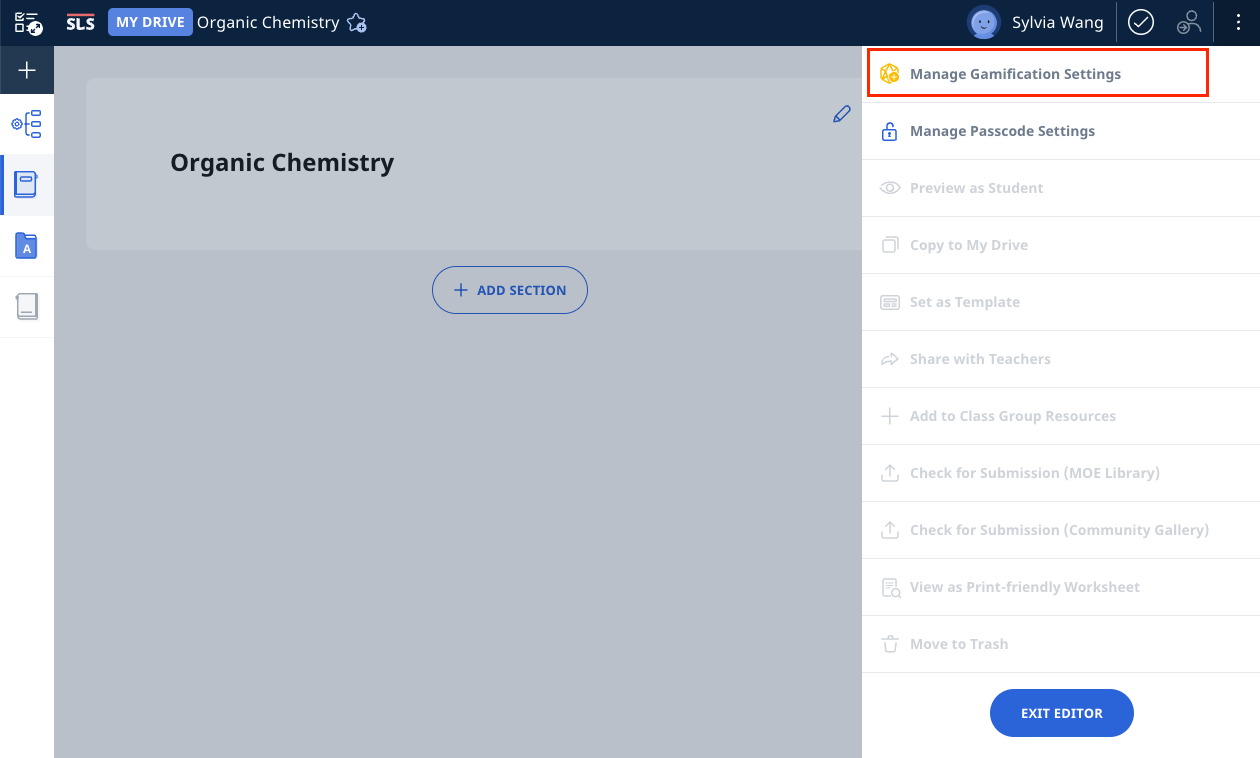 SLS MY DRIVE Organic Chemistry Sylvia Wang
Organic Chemistry
ADD SECTION
A
Manage Gamification Settings
Manage Passcode Settings
Preview as Student
Copy to My Drive
Set as Template
Share with Teachers
Add to Class Group Resources
Check for Submission (MOE Library)
Check for Submission (Community Gallery)
View as Print-friendly Worksheet
Move to Trash
EXIT EDITOR